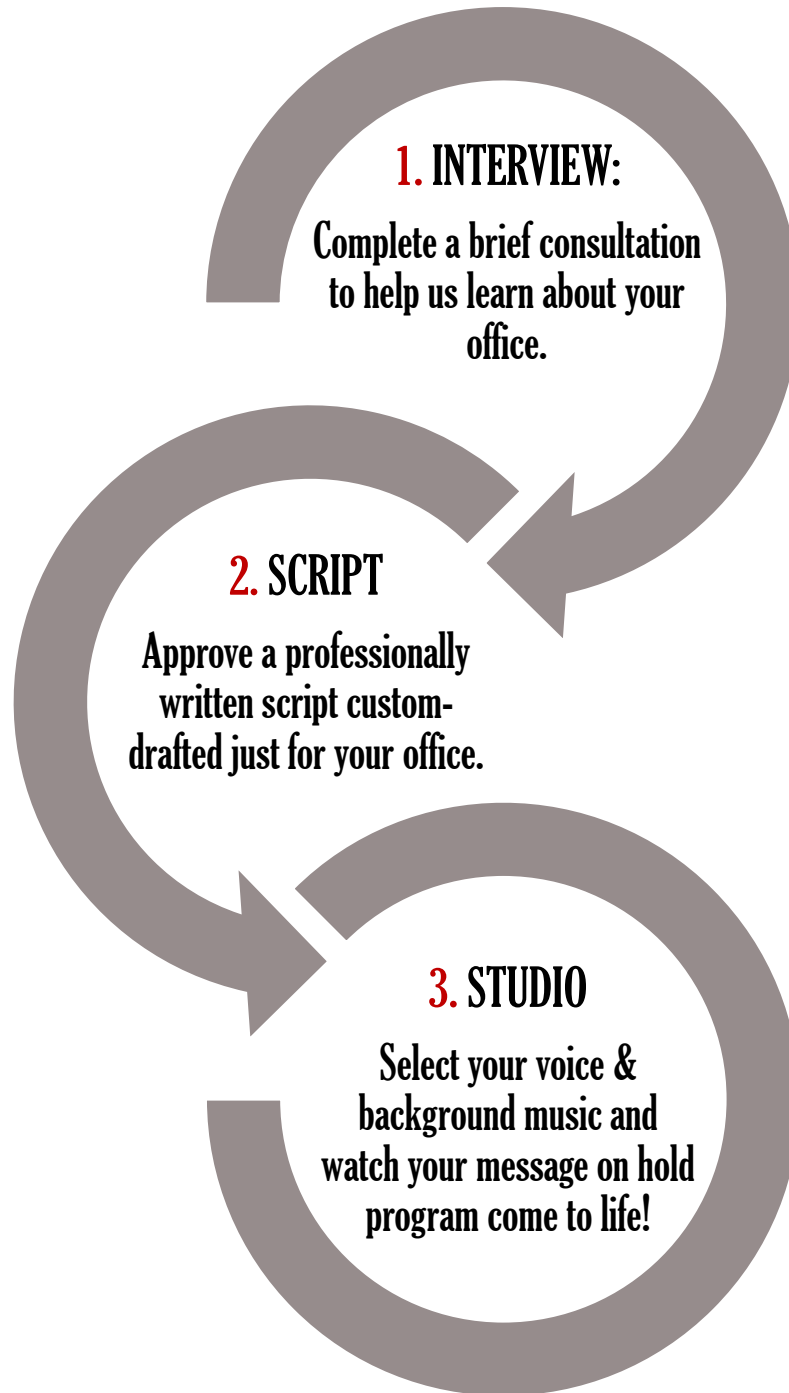 1. INTERVIEW:
Complete a brief consultation
to help us learn about your
office.
2. SCRIPT
Approve a professionally
written script custom-
drafted just for your office.
3. STUDIO
Select your voice &
background music and
watch your message on hold
program come to life!